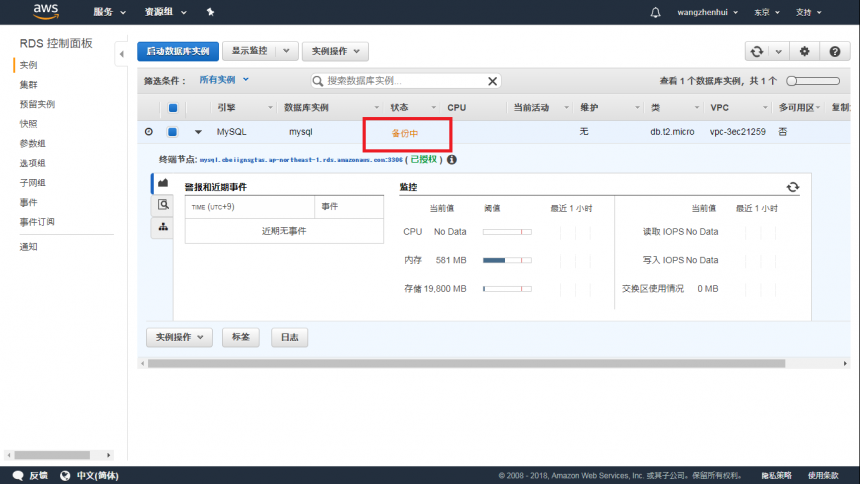 aws 服务 资源组 wangzhenhui 东京 支持
RDS 控制面板
实例
集群
预留实例
快照
参数组
选项组
子网组
事件
事件订阅
通知
启动数据库实例 显示监控 实例操作
筛选条件： 所有实例 搜索数据库实例... 查看 1 个数据库实例，共 1 个
引擎 数据库实例 状态 CPU 当前活动 维护 类 VPC 多可用区 复制
MySQL mysql 备份中 无 db.t2.micro vpc-3ec21259 否
终端节点: mysql.cbeiignsgtus.ap-northeast-1.rds.amazonaws.com:3306 ( 已授权 )
警报和近期事件
TIME (UTC+9) 事件
近期无事件
监控
当前值 阈值 最近 1 小时 当前值 最近 1 小时
CPU No Data 读取 IOPS No Data
内存 581 MB 写入 IOPS No Data
存储 19,800 MB 交换区使用情况 0 MB
实例操作 标签 日志
反馈 中文(简体) © 2008 - 2018, Amazon Web Services, Inc. 或其子公司。保留所有权利。 隐私策略 使用条款